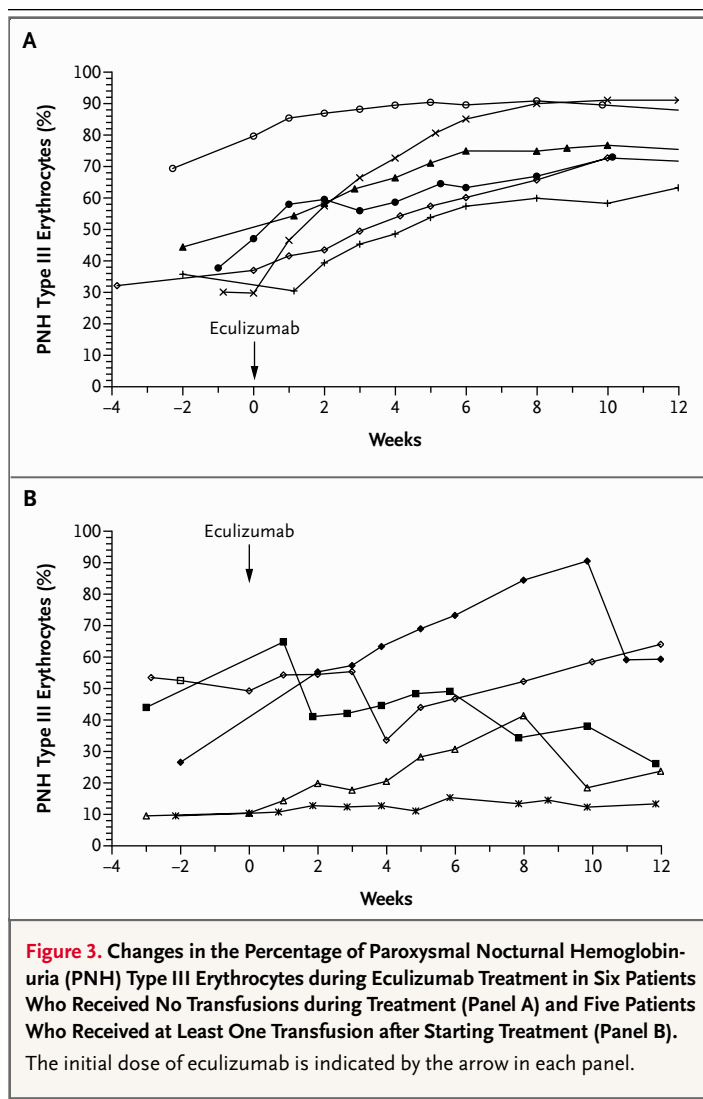 A
100
90
80
70
60
50
40
30
20
10
0
PNH Type III Erythrocytes (%)
Eculizumab
–4 –2 0 2 4 6 8 10 12
Weeks
B
100
90
80
70
60
50
40
30
20
10
0
PNH Type III Erythrocytes (%)
Eculizumab
–4 –2 0 2 4 6 8 10 12
Weeks
Figure 3. Changes in the Percentage of Paroxysmal Nocturnal Hemoglobin-
uria (PNH) Type III Erythrocytes during Eculizumab Treatment in Six Patients
Who Received No Transfusions during Treatment (Panel A) and Five Patients
Who Received at Least One Transfusion after Starting Treatment (Panel B).
The initial dose of eculizumab is indicated by the arrow in each panel.